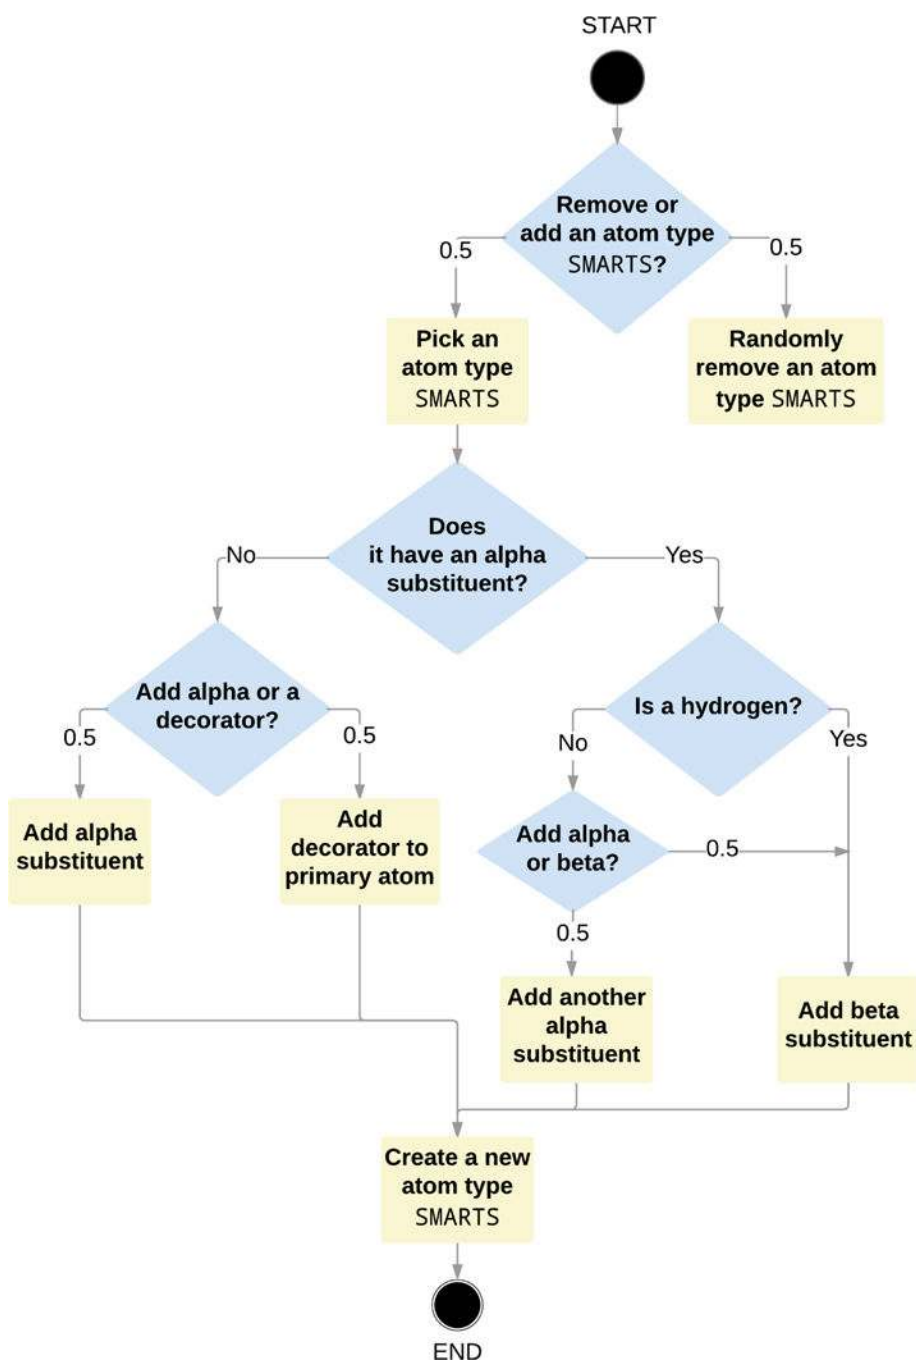 START
Remove or
add an atom type
SMARTS?
0.5
0.5
Pick an
atom type
SMARTS
Randomly
remove an atom
type SMARTS
Does
it have an alpha
substituent?
No
Yes
Add alpha or a
decorator?
Is a hydrogen?
0.5
0.5
No
Yes
Add alpha
substituent
Add
decorator to
primary atom
Add alpha
or beta?
0.5
0.5
Add another
alpha
substituent
Add beta
substituent
Create a new
atom type
SMARTS
END